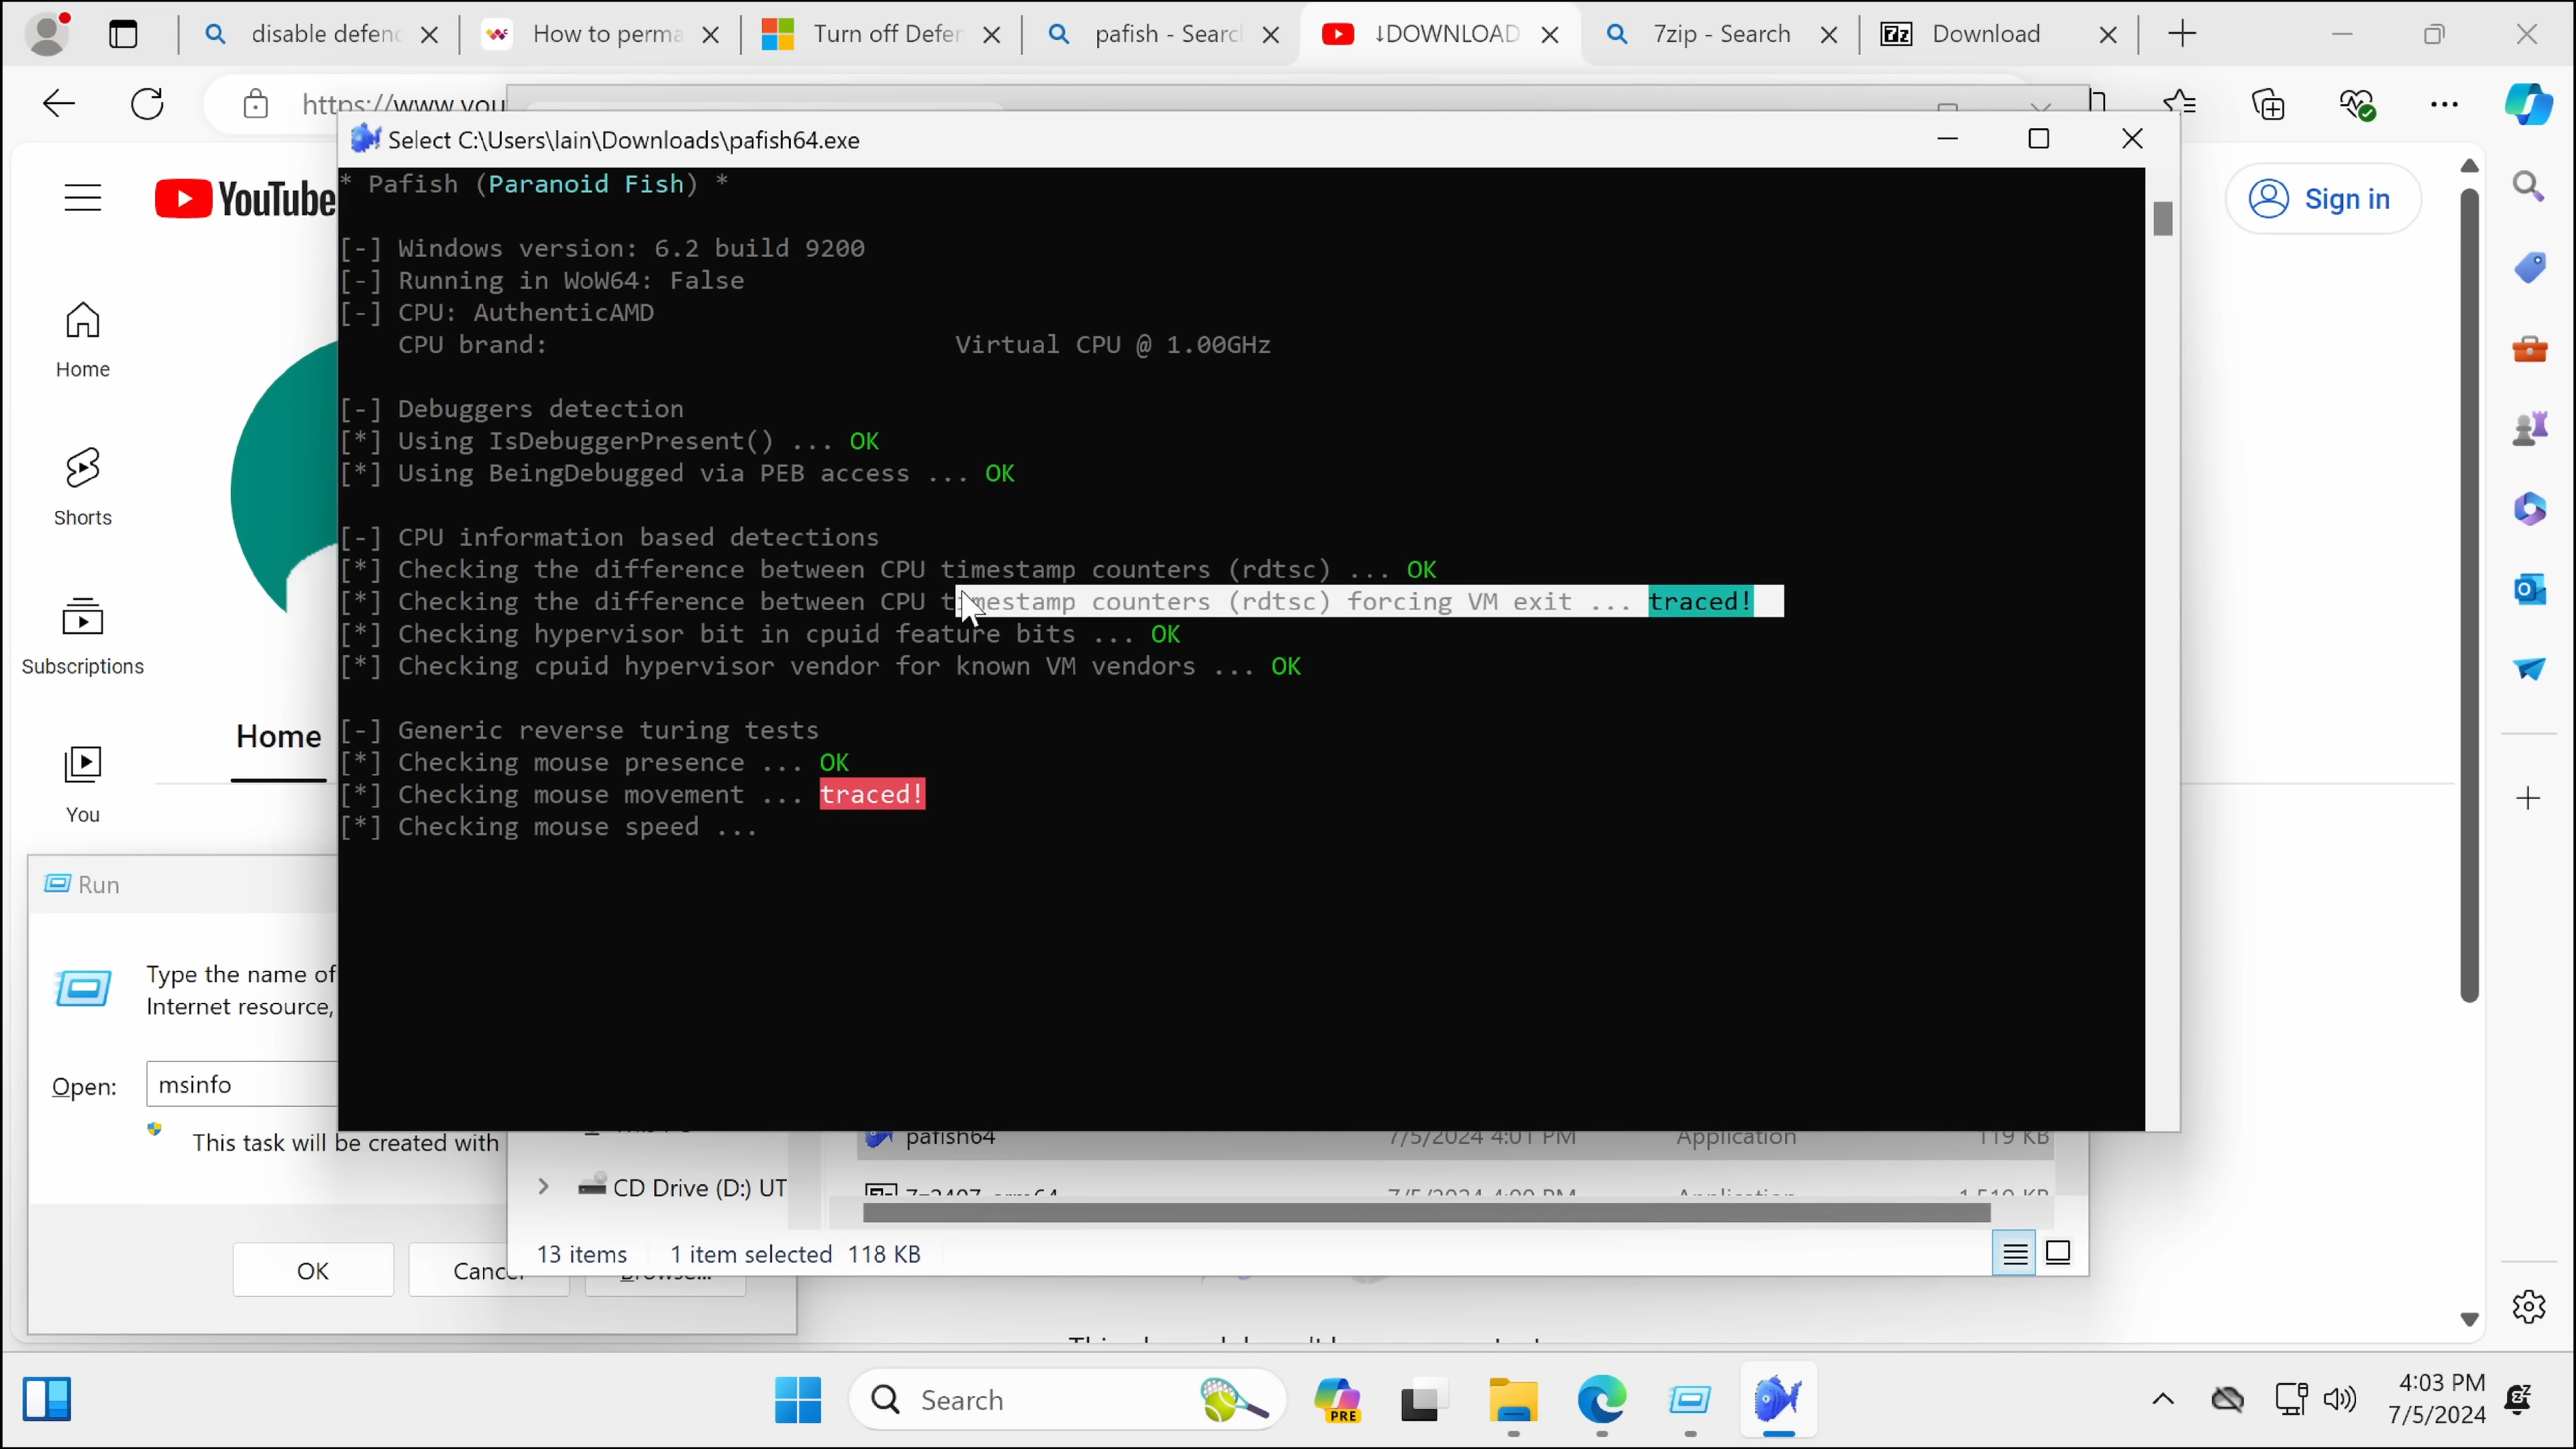 disable defenc
How to perma
Turn off Defer
pafish - Searc
↓DOWNLOAD
7zip - Search
7z Download
https://www.you
Select C:\Users\lain\Downloads\pafish64.exe
YouTube
Sign in
* Pafish (Paranoid Fish) *
[-] Windows version: 6.2 build 9200
[-] Running in WoW64: False
[-] CPU: AuthenticAMD
CPU brand: Virtual CPU @ 1.00GHz
[-] Debuggers detection
[*] Using IsDebuggerPresent() ... OK
[*] Using BeingDebugged via PEB access ... OK
[-] CPU information based detections
[*] Checking the difference between CPU timestamp counters (rdtsc) ... OK
[*] Checking the difference between CPU timestamp counters (rdtsc) forcing VM exit ... traced!
[*] Checking hypervisor bit in cpuid feature bits ... OK
[*] Checking cpuid hypervisor vendor for known VM vendors ... OK
[-] Generic reverse turing tests
[*] Checking mouse presence ... OK
[*] Checking mouse movement ... traced!
[*] Checking mouse speed ...
Home
Shorts
Subscriptions
You
Home
Run
Type the name of
Internet resource,
Open: msinfo
This task will be created with
OK
Cancel
Browse...
pafish64 7/5/2024 4:01 PM Application 119 KB
CD Drive (D:) UT
13 items 1 item selected 118 KB
Search
PRE
4:03 PM
7/5/2024